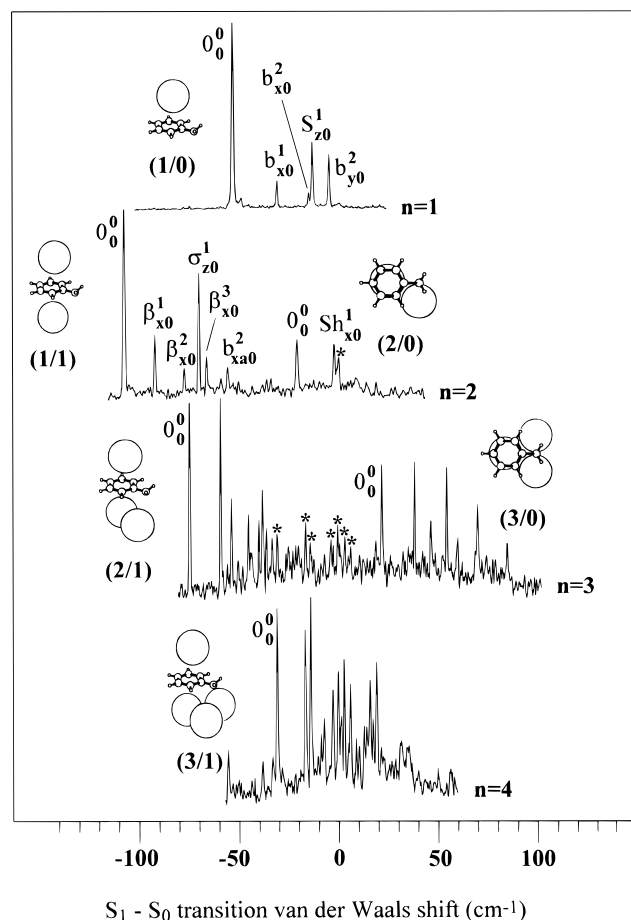 0⁰₀
b²ₓ₀
S¹_z0
b¹ₓ₀
b²_y0
(1/0)
n=1
0⁰₀
σ¹_z0
β¹ₓ₀
β³ₓ₀
β²ₓ₀
b²_xa0
0⁰₀
Sh¹ₓ₀
*
(1/1)
(2/0)
n=2
0⁰₀
0⁰₀
* * * * * * *
(2/1)
(3/0)
n=3
0⁰₀
(3/1)
n=4
-100 -50 0 50 100
S₁ - S₀ transition van der Waals shift (cm⁻¹)